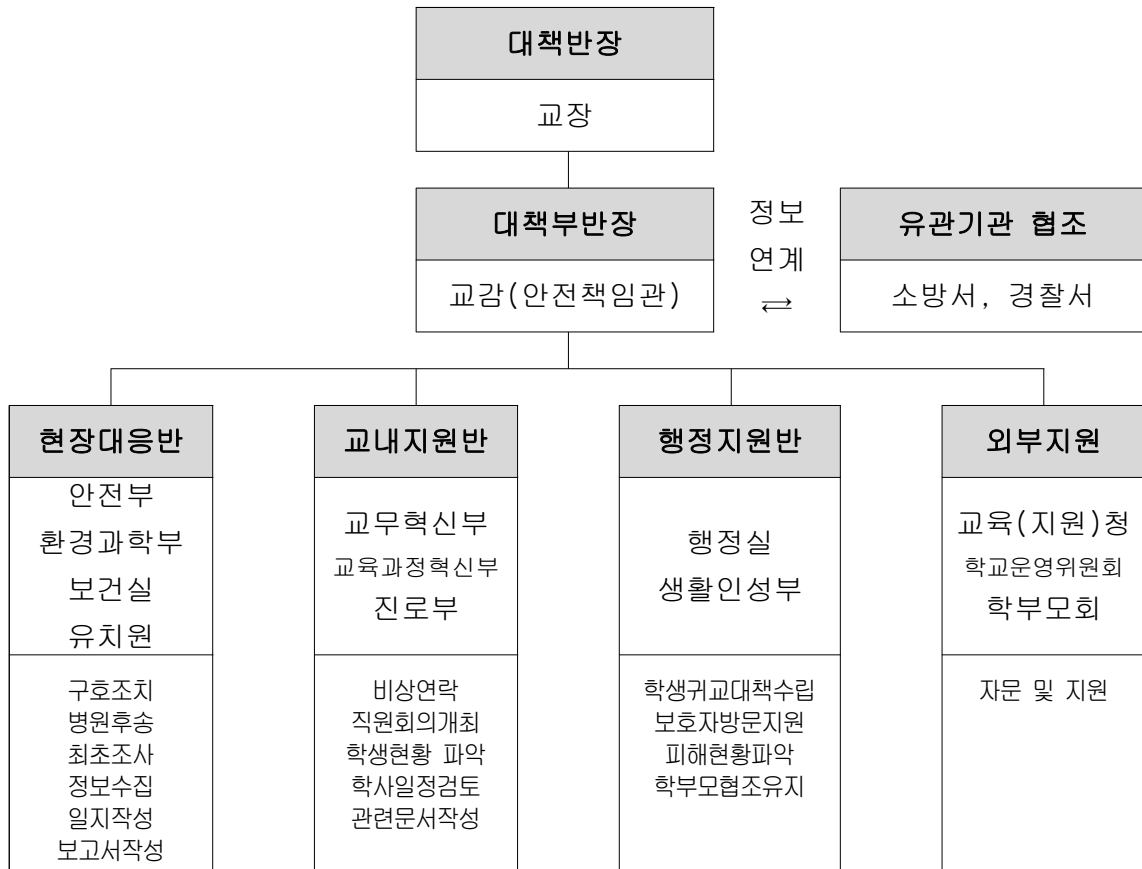 대책반장
교장
대책부반장
교감(안전책임관)
정보
연계
⇄
유관기관 협조
소방서, 경찰서
현장대응반
안전부
환경과학부
보건실
유치원
구호조치
병원후송
최초조사
정보수집
일지작성
보고서작성
교내지원반
교무혁신부
교육과정혁신부
진로부
비상연락
직원회의개최
학생현황 파악
학사일정검토
관련문서작성
행정지원반
행정실
생활인성부
학생귀교대책수립
보호자방문지원
피해현황파악
학부모협조유지
외부지원
교육(지원)청
학교운영위원회
학부모회
자문 및 지원